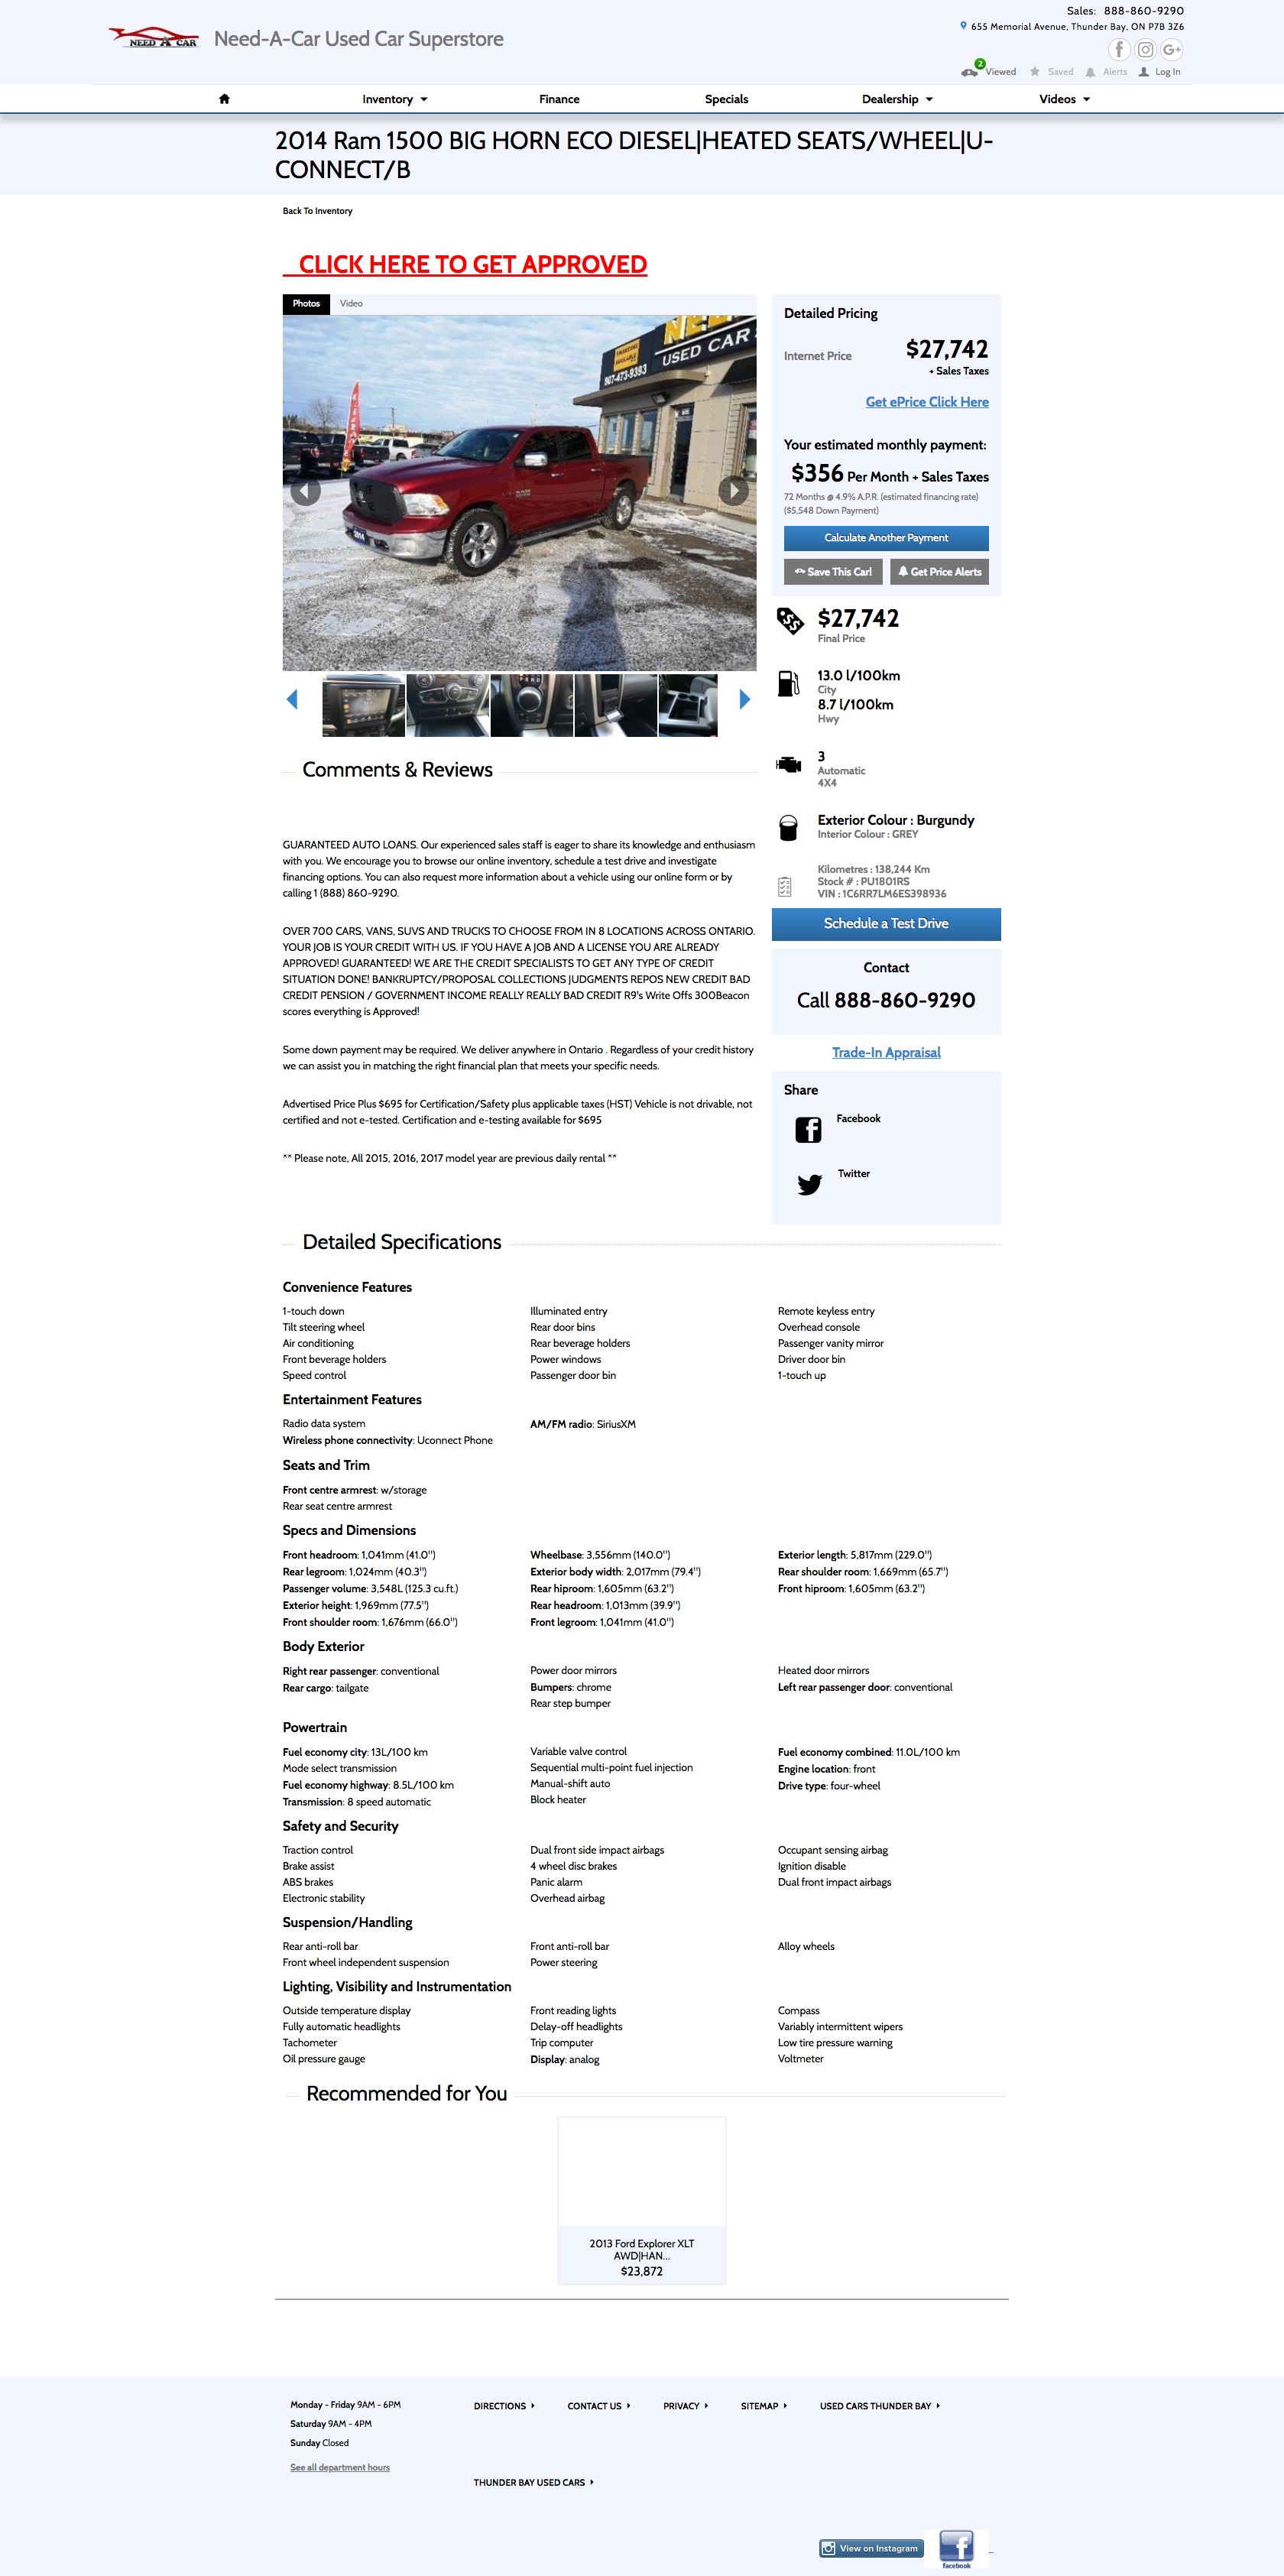 Sales: 888-860-9290
655 Memorial Avenue, Thunder Bay, ON P7B 3Z6
NEED A CAR
Need-A-Car Used Car Superstore
2
Viewed Saved Alerts Log In
Inventory Finance Specials Dealership Videos
2014 Ram 1500 BIG HORN ECO DIESEL|HEATED SEATS/WHEEL|U-
CONNECT/B
Back To Inventory
CLICK HERE TO GET APPROVED
Photos Video
FINANCING
AVAILABLE
807-473-9393
USED CAR
2014
Detailed Pricing
Internet Price $27,742
+ Sales Taxes
Get ePrice Click Here
Your estimated monthly payment:
$356 Per Month + Sales Taxes
72 Months @ 4.9% A.P.R. (estimated financing rate)
($5,548 Down Payment)
Calculate Another Payment
Save This Car! Get Price Alerts
$27,742
Final Price
13.0 l/100km
City
8.7 l/100km
Hwy
3
Automatic
4X4
Exterior Colour : Burgundy
Interior Colour : GREY
Kilometres : 138,244 Km
Stock # : PU1801RS
VIN : 1C6RR7LM6ES398936
Schedule a Test Drive
Contact
Call 888-860-9290
Trade-In Appraisal
Share
Facebook
Twitter
Comments & Reviews
GUARANTEED AUTO LOANS. Our experienced sales staff is eager to share its knowledge and enthusiasm
with you. We encourage you to browse our online inventory, schedule a test drive and investigate
financing options. You can also request more information about a vehicle using our online form or by
calling 1 (888) 860-9290.
OVER 700 CARS, VANS, SUVS AND TRUCKS TO CHOOSE FROM IN 8 LOCATIONS ACROSS ONTARIO.
YOUR JOB IS YOUR CREDIT WITH US. IF YOU HAVE A JOB AND A LICENSE YOU ARE ALREADY
APPROVED! GUARANTEED! WE ARE THE CREDIT SPECIALISTS TO GET ANY TYPE OF CREDIT
SITUATION DONE! BANKRUPTCY/PROPOSAL COLLECTIONS JUDGMENTS REPOS NEW CREDIT BAD
CREDIT PENSION / GOVERNMENT INCOME REALLY REALLY BAD CREDIT R9's Write Offs 300Beacon
scores everything is Approved!
Some down payment may be required. We deliver anywhere in Ontario . Regardless of your credit history
we can assist you in matching the right financial plan that meets your specific needs.
Advertised Price Plus $695 for Certification/Safety plus applicable taxes (HST) Vehicle is not drivable, not
certified and not e-tested. Certification and e-testing available for $695
** Please note, All 2015, 2016, 2017 model year are previous daily rental **
Detailed Specifications
Convenience Features
1-touch down Illuminated entry Remote keyless entry
Tilt steering wheel Rear door bins Overhead console
Air conditioning Rear beverage holders Passenger vanity mirror
Front beverage holders Power windows Driver door bin
Speed control Passenger door bin 1-touch up
Entertainment Features
Radio data system AM/FM radio: SiriusXM
Wireless phone connectivity: Uconnect Phone
Seats and Trim
Front centre armrest: w/storage
Rear seat centre armrest
Specs and Dimensions
Front headroom: 1,041mm (41.0") Wheelbase: 3,556mm (140.0") Exterior length: 5,817mm (229.0")
Rear legroom: 1,024mm (40.3") Exterior body width: 2,017mm (79.4") Rear shoulder room: 1,669mm (65.7")
Passenger volume: 3,548L (125.3 cu.ft.) Rear hiproom: 1,605mm (63.2") Front hiproom: 1,605mm (63.2")
Exterior height: 1,969mm (77.5") Rear headroom: 1,013mm (39.9")
Front shoulder room: 1,676mm (66.0") Front legroom: 1,041mm (41.0")
Body Exterior
Right rear passenger: conventional Power door mirrors Heated door mirrors
Rear cargo: tailgate Bumpers: chrome Left rear passenger door: conventional
Rear step bumper
Powertrain
Fuel economy city: 13L/100 km Variable valve control Fuel economy combined: 11.0L/100 km
Mode select transmission Sequential multi-point fuel injection Engine location: front
Fuel economy highway: 8.5L/100 km Manual-shift auto Drive type: four-wheel
Transmission: 8 speed automatic Block heater
Safety and Security
Traction control Dual front side impact airbags Occupant sensing airbag
Brake assist 4 wheel disc brakes Ignition disable
ABS brakes Panic alarm Dual front impact airbags
Electronic stability Overhead airbag
Suspension/Handling
Rear anti-roll bar Front anti-roll bar Alloy wheels
Front wheel independent suspension Power steering
Lighting, Visibility and Instrumentation
Outside temperature display Front reading lights Compass
Fully automatic headlights Delay-off headlights Variably intermittent wipers
Tachometer Trip computer Low tire pressure warning
Oil pressure gauge Display: analog Voltmeter
Recommended for You
2013 Ford Explorer XLT
AWD|HAN...
$23,872
Monday - Friday 9AM - 6PM
Saturday 9AM - 4PM
Sunday Closed
See all department hours
DIRECTIONS CONTACT US PRIVACY SITEMAP USED CARS THUNDER BAY
THUNDER BAY USED CARS
View on Instagram
facebook